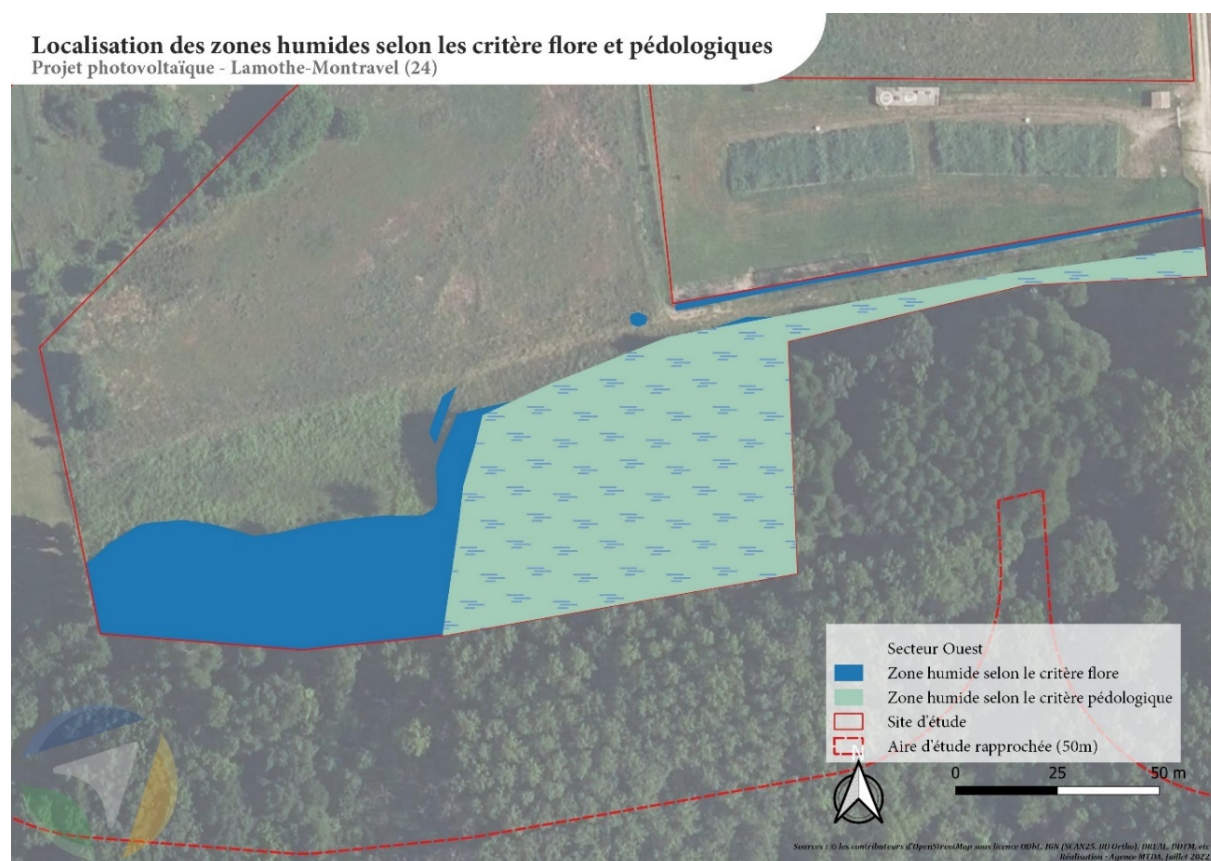 Localisation des zones humides selon les critère flore et pédologiques
Projet photovoltaïque - Lamothe-Montravel (24)
Secteur Ouest
Zone humide selon le critère flore
Zone humide selon le critère pédologique
Site d'étude
Aire d'étude rapprochée (50m)
N
0 25 50 m
Sources : © les contributeurs d'OpenStreetMap sous licence ODbL, IGN (SCAN25, BD Ortho), DREAL, DDTM, etc
Réalisation : Agence MTDA, Juillet 2022